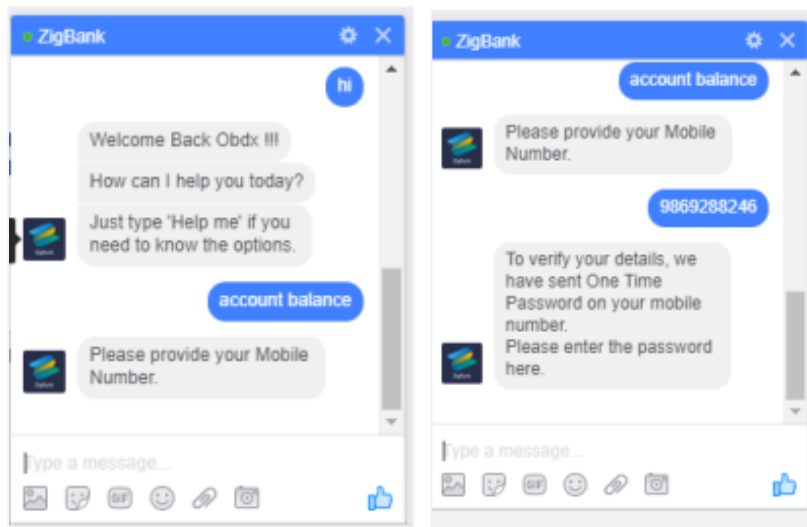 ZigBank
hi
Welcome Back Obdx !!!
How can I help you today?
Just type 'Help me' if you
need to know the options.
account balance
Please provide your Mobile
Number.
Type a message...
GIF
ZigBank
account balance
Please provide your Mobile
Number.
9869288246
To verify your details, we
have sent One Time
Password on your mobile
number.
Please enter the password
here.
Type a message...
GIF